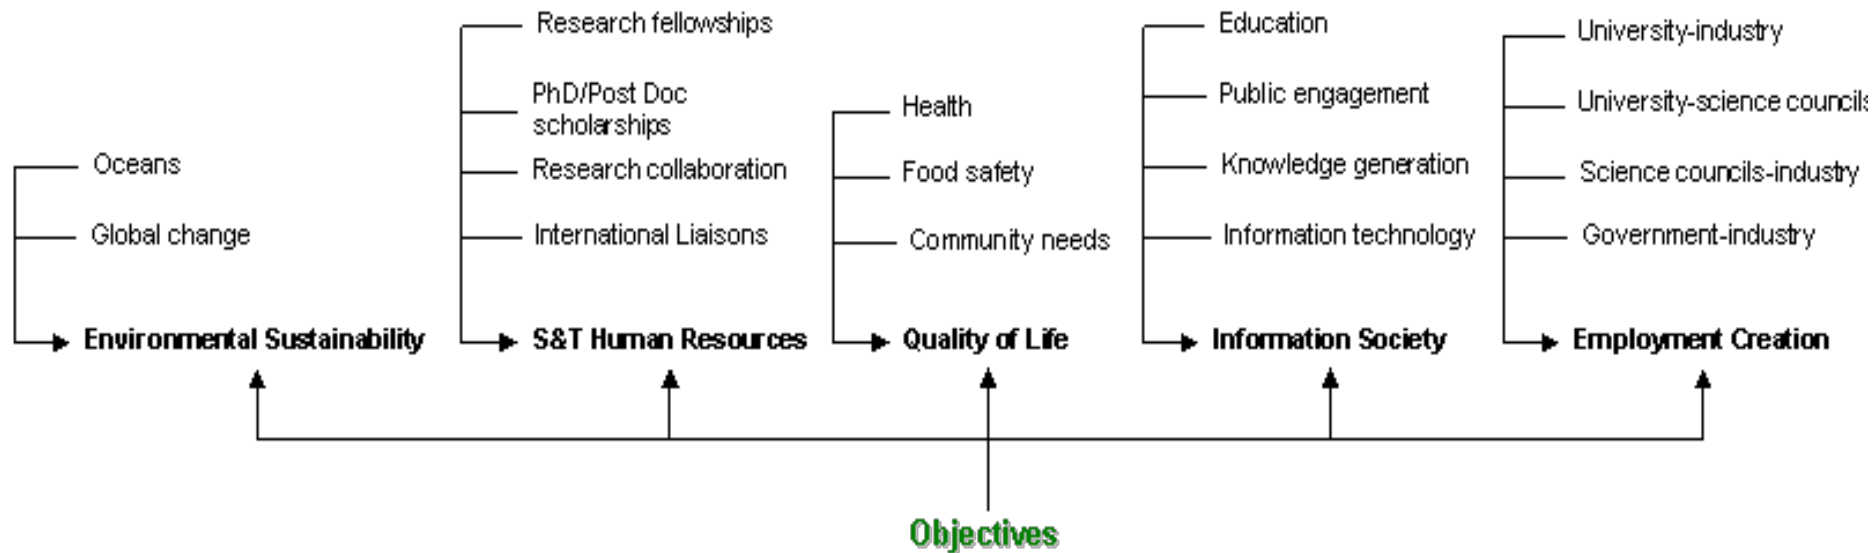 Research fellowships
PhD/Post Doc
scholarships
Research collaboration
International Liaisons
Education
Public engagement
Knowledge generation
Information technology
University-industry
University-science councils
Science councils-industry
Government-industry
Health
Food safety
Community needs
Oceans
Global change
Environmental Sustainability
S&T Human Resources
Quality of Life
Information Society
Employment Creation
Objectives